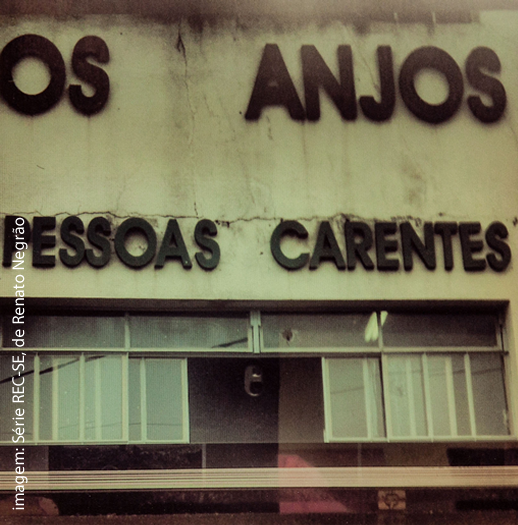 OS ANJOS
PESSOAS CARENTES
imagem: Série REC-SE, de Renato Negrão